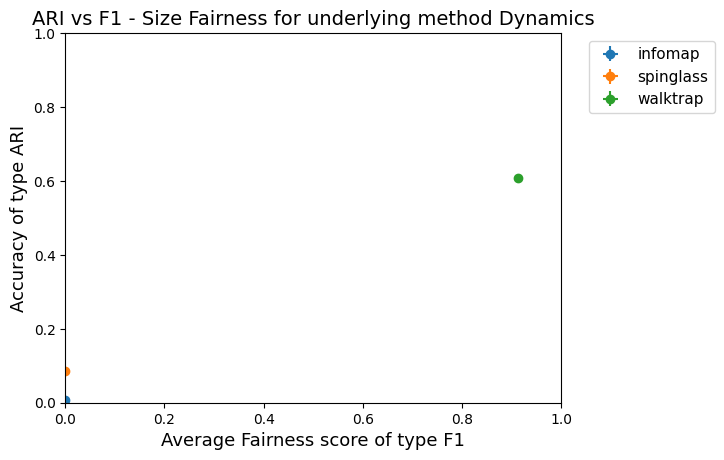 ARI vs F1 - Size Fairness for underlying method Dynamics
1.0
0.8
0.6
0.4
0.2
0.0
Accuracy of type ARI
0.0 0.2 0.4 0.6 0.8 1.0
Average Fairness score of type F1
infomap
spinglass
walktrap